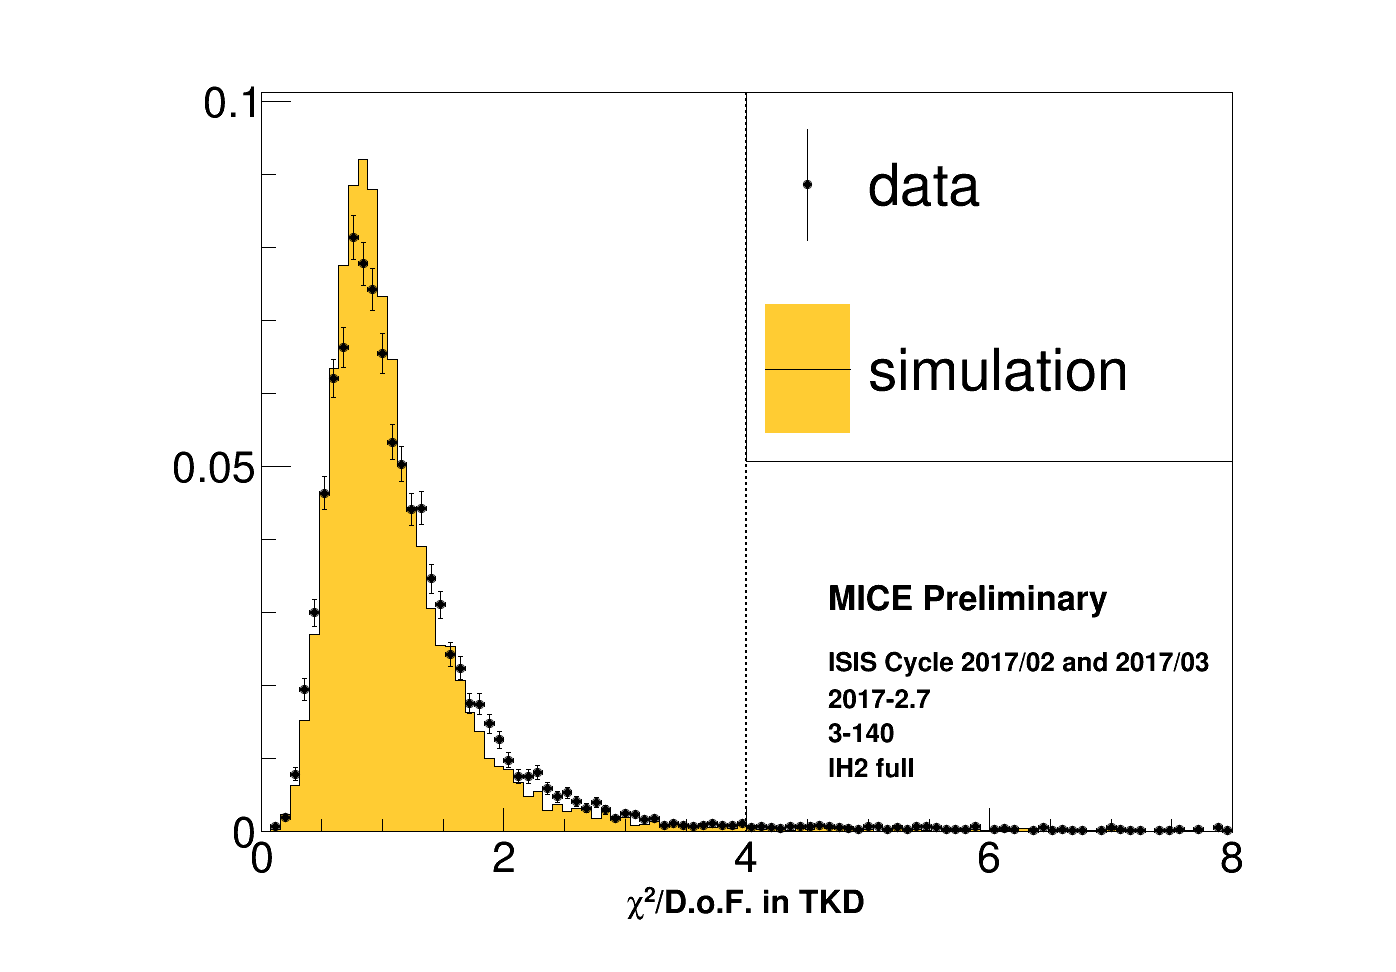 0.1
0.05
0
0 2 4 6 8
χ²/D.o.F. in TKD
data
simulation
MICE Preliminary
ISIS Cycle 2017/02 and 2017/03
2017-2.7
3-140
IH2 full